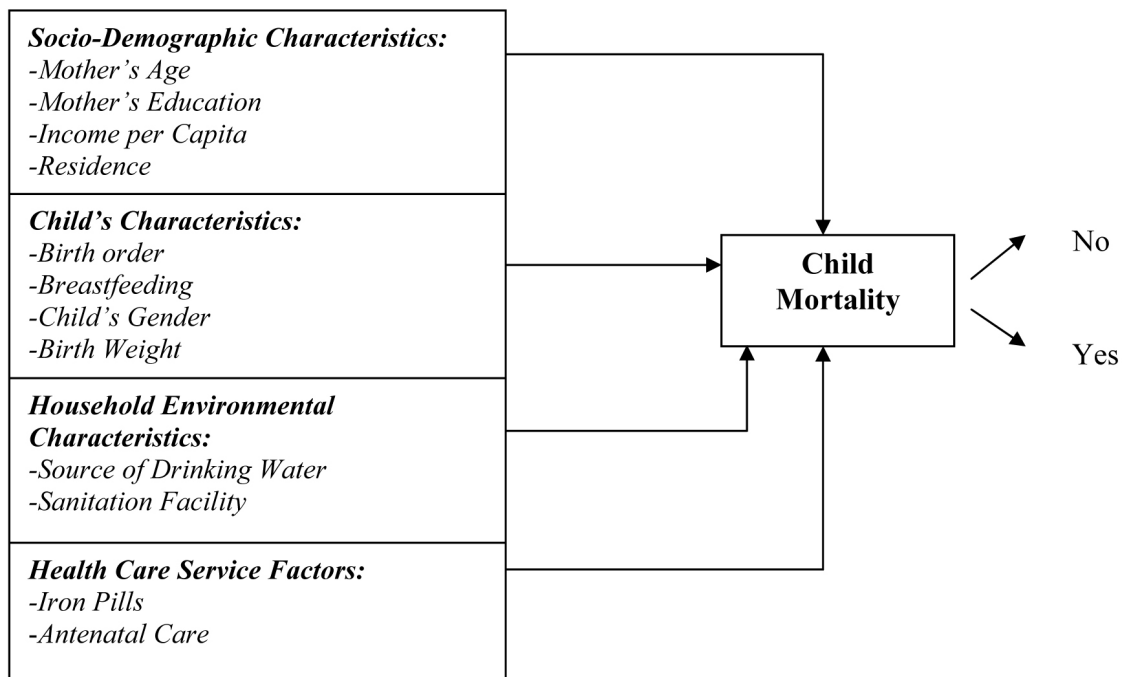 Socio-Demographic Characteristics:
-Mother’s Age
-Mother’s Education
-Income per Capita
-Residence
Child’s Characteristics:
-Birth order
-Breastfeeding
-Child’s Gender
-Birth Weight
Household Environmental
Characteristics:
-Source of Drinking Water
-Sanitation Facility
Health Care Service Factors:
-Iron Pills
-Antenatal Care
Child
Mortality
No
Yes